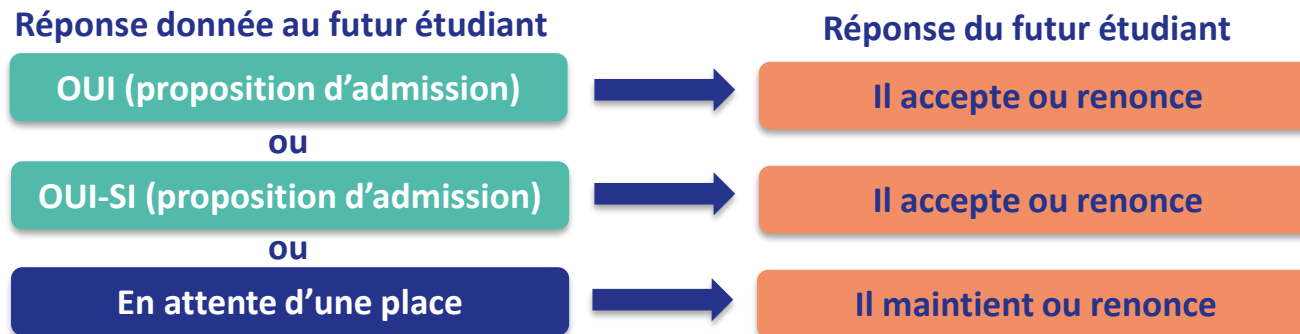 Réponse donnée au futur étudiant
Réponse du futur étudiant
OUI (proposition d'admission)
Il accepte ou renonce
ou
OUI-SI (proposition d'admission)
Il accepte ou renonce
ou
En attente d'une place
Il maintient ou renonce